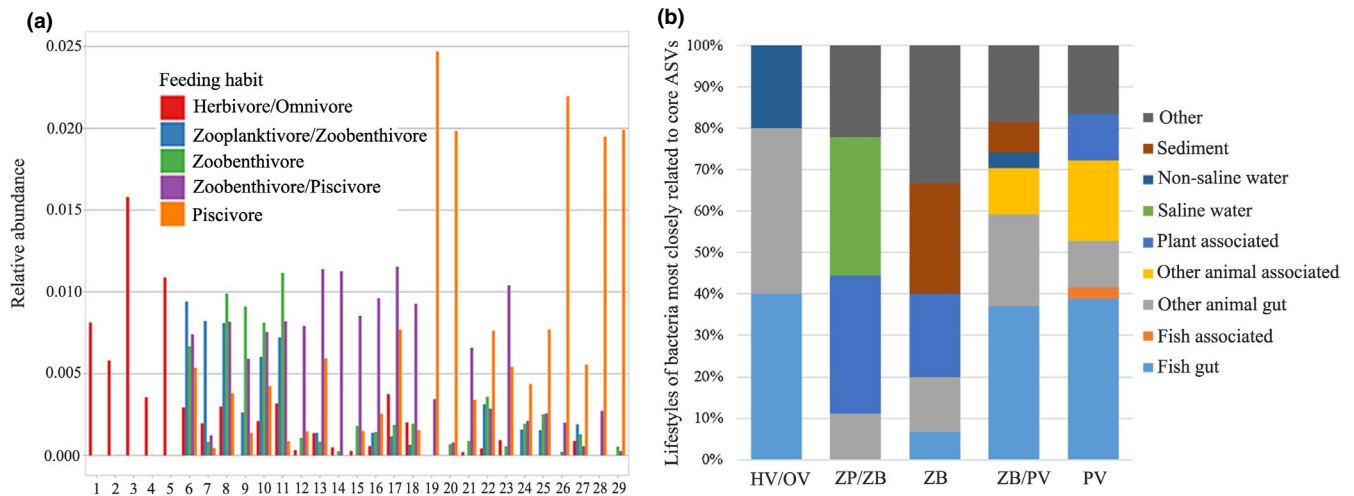 (a)
Relative abundance
0.025
0.020
0.015
0.010
0.005
0.000
Feeding habit
Herbivore/Omnivore
Zooplanktivore/Zoobenthivore
Zoobenthivore
Zoobenthivore/Piscivore
Piscivore
1 2 3 4 5 6 7 8 9 10 11 12 13 14 15 16 17 18 19 20 21 22 23 24 25 26 27 28 29
(b)
Lifestyles of bacteria most closely related to core ASVs
100%
90%
80%
70%
60%
50%
40%
30%
20%
10%
0%
HV/OV ZP/ZB ZB ZB/PV PV
Other
Sediment
Non-saline water
Saline water
Plant associated
Other animal associated
Other animal gut
Fish associated
Fish gut